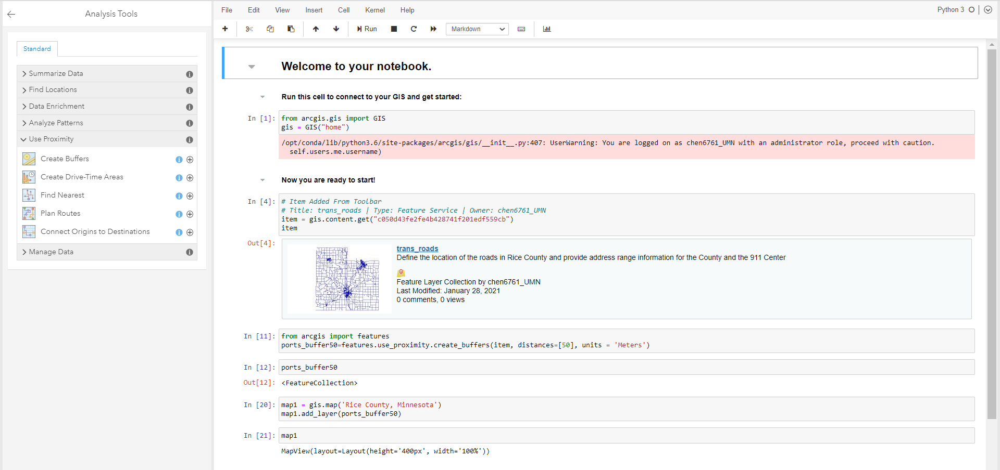 Analysis Tools
Standard
Summarize Data
Find Locations
Data Enrichment
Analyze Patterns
Use Proximity
Create Buffers
Create Drive-Time Areas
Find Nearest
Plan Routes
Connect Origins to Destinations
Manage Data
File Edit View Insert Cell Kernel Help
Python 3
Run Markdown
Welcome to your notebook.
Run this cell to connect to your GIS and get started:
In [1]: from arcgis.gis import GIS
gis = GIS("home")
/opt/conda/lib/python3.6/site-packages/arcgis/gis/__init__.py:407: UserWarning: You are logged on as chen6761_UMN with an administrator role, proceed with caution.
self.users.me.username)
Now you are ready to start!
In [4]: # Item Added From Toolbar
# Title: trans_roads | Type: Feature Service | Owner: chen6761_UMN
item = gis.content.get("c050d43fe2fe4b428741f201edf559cb")
item
Out[4]: trans_roads
Define the location of the roads in Rice County and provide address range information for the County and the 911 Center
Feature Layer Collection by chen6761_UMN
Last Modified: January 28, 2021
0 comments, 0 views
In [11]: from arcgis import features
ports_buffer50=features.use_proximity.create_buffers(item, distances=[50], units = 'Meters')
In [12]: ports_buffer50
Out[12]: <FeatureCollection>
In [20]: map1 = gis.map('Rice County, Minnesota')
map1.add_layer(ports_buffer50)
In [21]: map1
MapView(layout=Layout(height='400px', width='100%'))